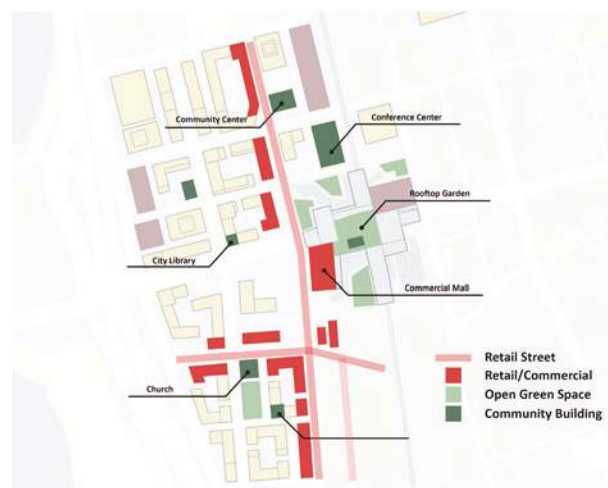 Community Center
Conference Center
Rooftop Garden
City Library
Commercial Mall
Church
Retail Street
Retail/Commercial
Open Green Space
Community Building